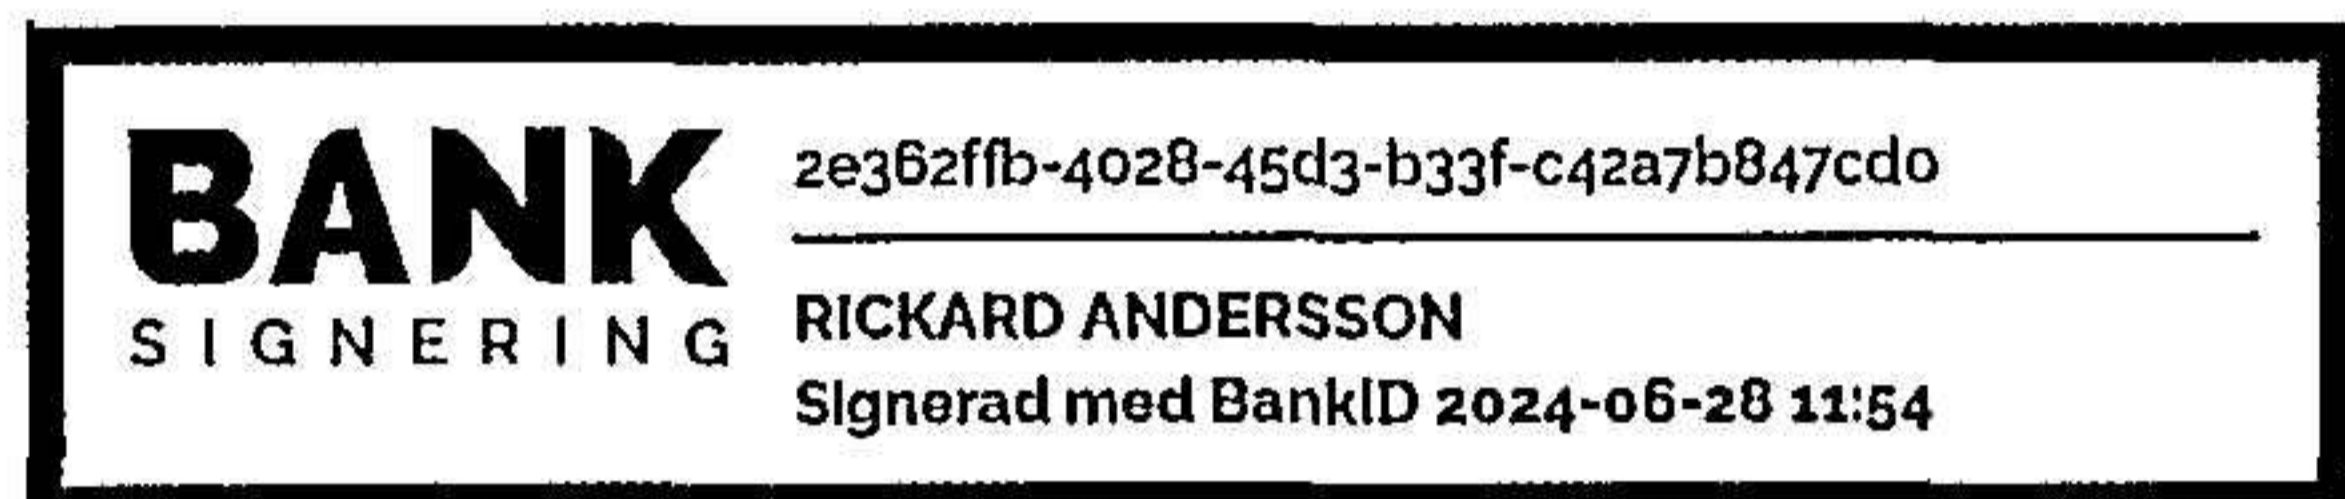 BANK
SIGNERING
2e362ffb-4028-45d3-b33f-c42a7b847cd0
RICKARD ANDERSSON
Signerad med BankID 2024-06-28 11:54